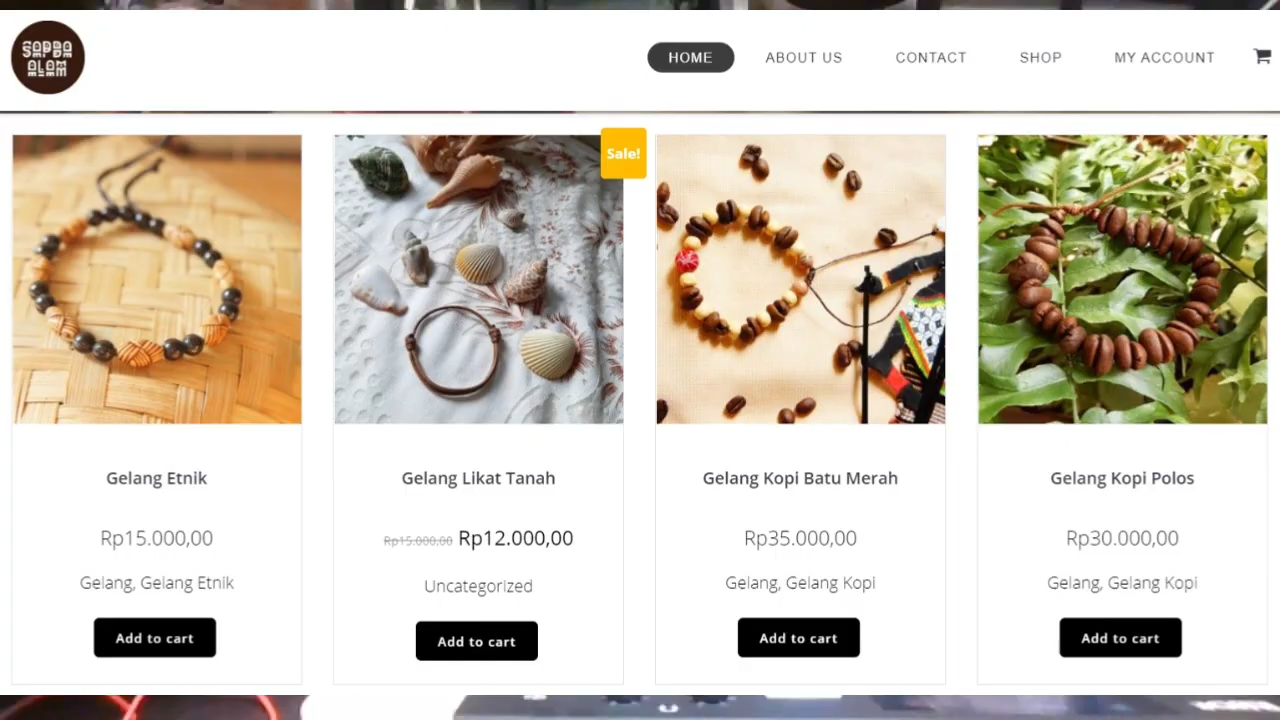 SAPDA
ALAM
HOME
ABOUT US
CONTACT
SHOP
MY ACCOUNT
Sale!
Gelang Etnik
Rp15.000,00
Gelang, Gelang Etnik
Add to cart
Gelang Likat Tanah
Rp15.000,00 Rp12.000,00
Uncategorized
Add to cart
Gelang Kopi Batu Merah
Rp35.000,00
Gelang, Gelang Kopi
Add to cart
Gelang Kopi Polos
Rp30.000,00
Gelang, Gelang Kopi
Add to cart